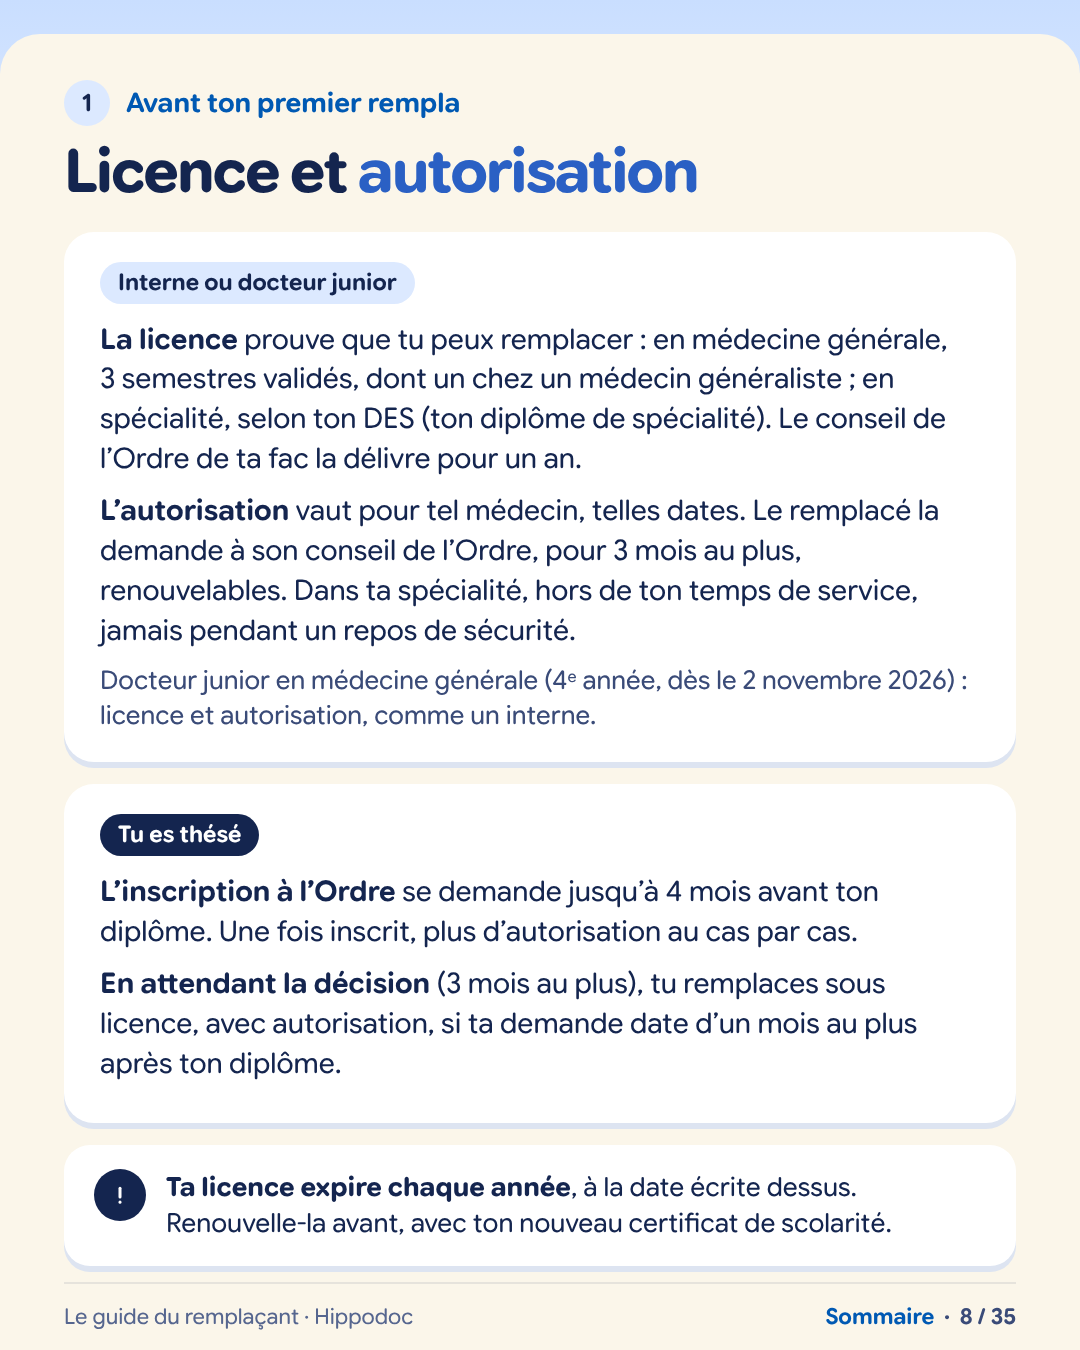 1 Avant ton premier rempla
Licence et autorisation
Interne ou docteur junior
La licence prouve que tu peux remplacer : en médecine générale,
3 semestres validés, dont un chez un médecin généraliste ; en
spécialité, selon ton DES (ton diplôme de spécialité). Le conseil de
l’Ordre de ta fac la délivre pour un an.
L’autorisation vaut pour tel médecin, telles dates. Le remplacé la
demande à son conseil de l’Ordre, pour 3 mois au plus,
renouvelables. Dans ta spécialité, hors de ton temps de service,
jamais pendant un repos de sécurité.
Docteur junior en médecine générale (4ᵉ année, dès le 2 novembre 2026) :
licence et autorisation, comme un interne.
Tu es thésé
L’inscription à l’Ordre se demande jusqu’à 4 mois avant ton
diplôme. Une fois inscrit, plus d’autorisation au cas par cas.
En attendant la décision (3 mois au plus), tu remplaces sous
licence, avec autorisation, si ta demande date d’un mois au plus
après ton diplôme.
! Ta licence expire chaque année, à la date écrite dessus.
Renouvelle-la avant, avec ton nouveau certificat de scolarité.
Le guide du remplaçant · Hippodoc
Sommaire · 8 / 35